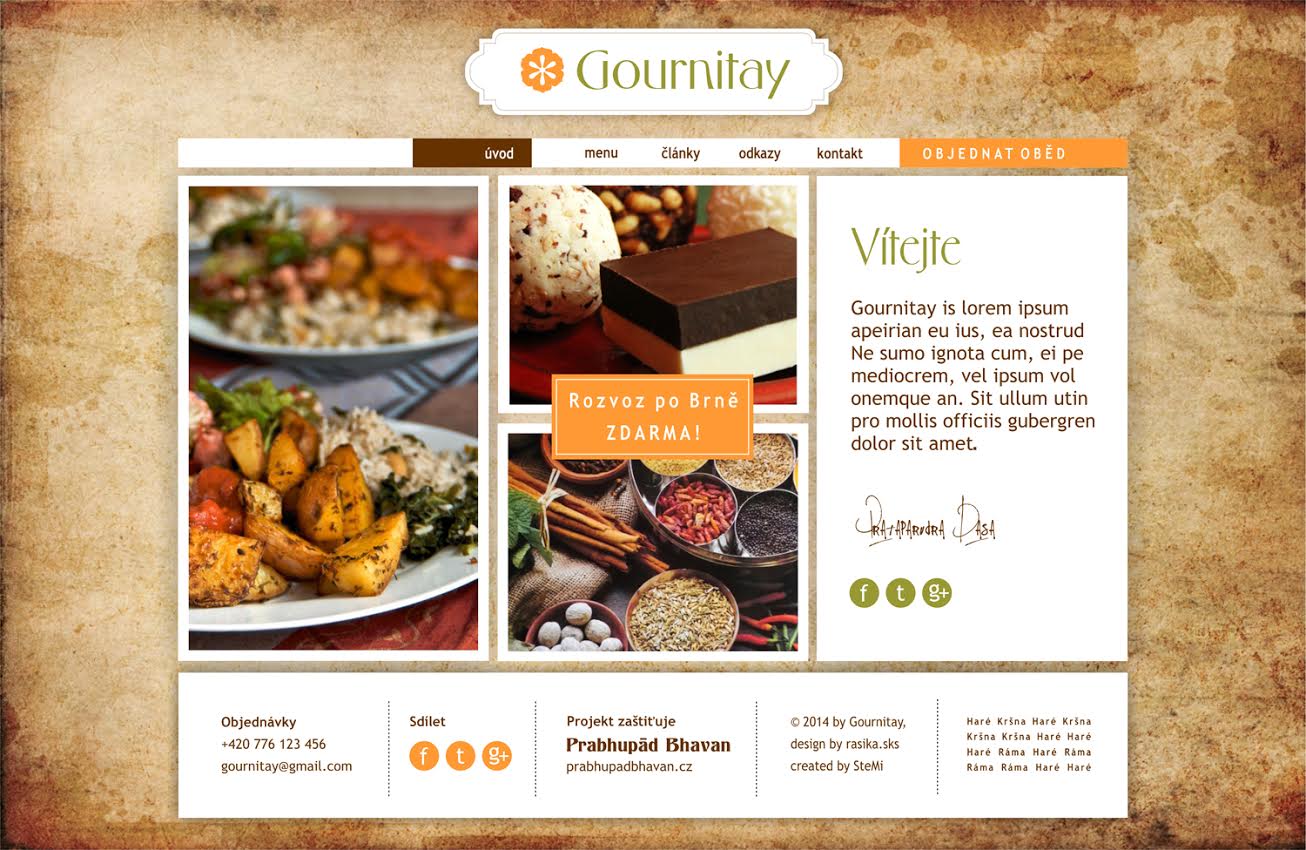 Gournitay
úvod menu články odkazy kontakt OBJEDNAT OBĚD
Rozvoz po Brně
ZDARMA!
Vítejte
Gournitay is lorem ipsum
apeirian eu ius, ea nostrud
Ne sumo ignota cum, ei pe
mediocrem, vel ipsum vol
onemque an. Sit ullum utin
pro mollis officiis gubergren
dolor sit amet.
Prataparudra Dasa
f t g+
Objednávky
+420 776 123 456
gournitay@gmail.com
Sdílet
f t g+
Projekt zaštiťuje
Prabhupād Bhavan
prabhupadbhavan.cz
© 2014 by Gournitay,
design by rasika.sks
created by SteMi
Haré Kršna Haré Kršna
Kršna Kršna Haré Haré
Haré Ráma Haré Ráma
Ráma Ráma Haré Haré